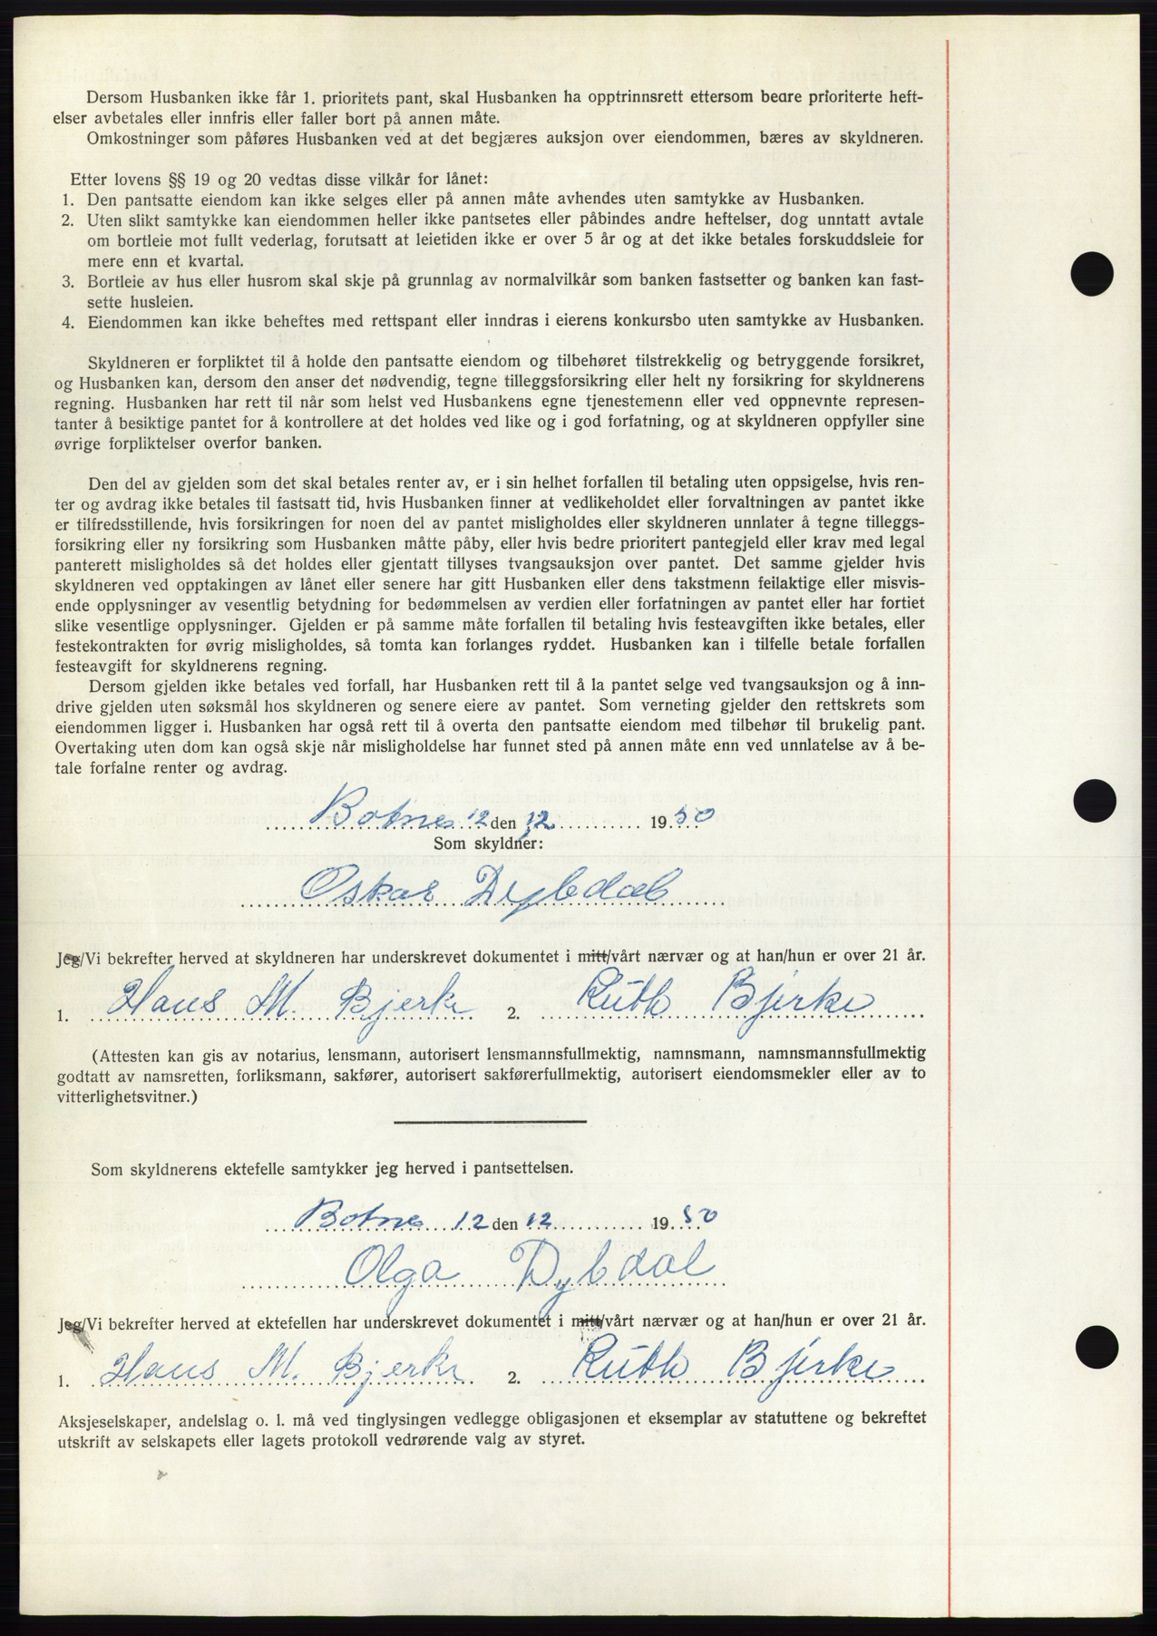 Dersom Husbanken ikke får 1. prioritets pant, skal Husbanken ha opptrinnsrett ettersom beare prioriterte heft-
elser avbetales eller innfris eller faller bort på annen måte.
Omkostninger som påføres Husbanken ved at det begjæres auksjon over eiendommen, bæres av skyldneren.
Etter lovens §§ 19 og 20 vedtas disse vilkår for lånet:
1. Den pantsatte eiendom kan ikke selges eller på annen måte avhendes uten samtykke av Husbanken.
2. Uten slikt samtykke kan eiendommen heller ikke pantsetes eller påbindes andre heftelser, dog unntatt avtale
om bortleie mot fullt vederlag, forutsatt at leietiden ikke er over 5 år og at det ikke betales forskuddsleie for
mere enn et kvartal.
3. Bortleie av hus eller husrom skal skje på grunnlag av normalvilkår som banken fastsetter og banken kan fast-
sette husleien.
4. Eiendommen kan ikke beheftes med rettspant eller inndras i eierens konkursbo uten samtykke av Husbanken.
Skyldneren er forpliktet til å holde den pantsatte eiendom og tilbehøret tilstrekkelig og betryggende forsikret,
og Husbanken kan, dersom den anser det nødvendig, tegne tilleggsforsikring eller helt ny forsikring for skyldnerens
regning. Husbanken har rett til når som helst ved Husbankens egne tjenestemenn eller ved oppnevnte represen-
tanter å besiktige pantet for å kontrollere at det holdes ved like og i god forfatning, og at skyldneren oppfyller sine
øvrige forpliktelser overfor banken.
Den del av gjelden som det skal betales renter av, er i sin helhet forfallen til betaling uten oppsigelse, hvis ren-
ter og avdrag ikke betales til fastsatt tid, hvis Husbanken finner at vedlikeholdet eller forvaltningen av pantet ikke
er tilfredsstillende, hvis forsikringen for noen del av pantet misligholdes eller skyldneren unnlater å tegne tilleggs-
forsikring eller ny forsikring som Husbanken måtte påby, eller hvis bedre prioritert pantegjeld eller krav med legal
panterett misligholdes så det holdes eller gjentatt tillyses tvangsauksjon over pantet. Det samme gjelder hvis
skyldneren ved opptakingen av lånet eller senere har gitt Husbanken eller dens takstmenn feilaktige eller misvis-
ende opplysninger av vesentlig betydning for bedømmelsen av verdien eller forfatningen av pantet eller har fortiet
slike vesentlige opplysninger. Gjelden er på samme måte forfallen til betaling hvis festeavgiften ikke betales, eller
festekontrakten for øvrig misligholdes, så tomta kan forlanges ryddet. Husbanken kan i tilfelle betale forfallen
festeavgift for skyldnerens regning.
Dersom gjelden ikke betales ved forfall, har Husbanken rett til å la pantet selge ved tvangsauksjon og å inn-
drive gjelden uten søksmål hos skyldneren og senere eiere av pantet. Som verneting gjelder den rettskrets som
eiendommen ligger i. Husbanken har også rett til å overta den pantsatte eiendom med tilbehør til brukelig pant.
Overtaking uten dom kan også skje når misligholdelse har funnet sted på annen måte enn ved unnlatelse av å be-
tale forfalne renter og avdrag.
Botnes 12 den 12 1950
Som skyldner:
Oskar Dybdal
Jeg/Vi bekrefter herved at skyldneren har underskrevet dokumentet i mitt/vårt nærvær og at han/hun er over 21 år.
1. Hans M. Bjerke 2. Ruth Bjerke
(Attesten kan gis av notarius, lensmann, autorisert lensmannsfullmektig, namnsmann, namnsmannsfullmektig
godtatt av namsretten, forliksmann, sakfører, autorisert sakførerfullmektig, autorisert eiendomsmekler eller av to
vitterlighetsvitner.)
Som skyldnerens ektefelle samtykker jeg herved i pantsettelsen.
Botnes 12 den 12 1950
Olga Dybdal
Jeg/Vi bekrefter herved at ektefellen har underskrevet dokumentet i mitt/vårt nærvær og at han/hun er over 21 år.
1. Hans M. Bjerke 2. Ruth Bjerke
Aksjeselskaper, andelslag o. l. må ved tinglysingen vedlegge obligasjonen et eksemplar av statuttene og bekreftet
utskrift av selskapets eller lagets protokoll vedrørende valg av styret.